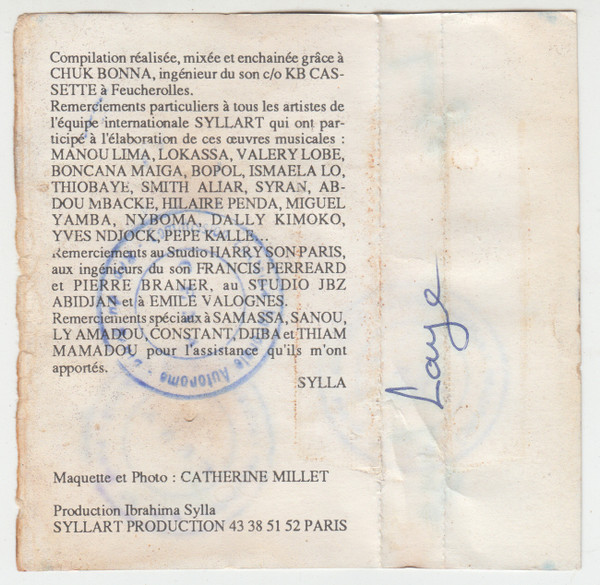 Compilation réalisée, mixée et enchainée grâce à
CHUK BONNA, ingénieur du son c/o KB CAS-
SETTE à Feucherolles.
Remerciements particuliers à tous les artistes de
l'équipe internationale SYLLART qui ont par-
ticipé à l'élaboration de ces œuvres musicales :
MANOU LIMA, LOKASSA, VALERY LOBE,
BONCANA MAIGA, BOPOL, ISMAELA LO,
THIOBAYE, SMITH ALIAR, SYRAN, AB-
DOU MBACKE, HILAIRE PENDA, MIGUEL
YAMBA, NYBOMA, DALLY KIMOKO,
YVES NDJOCK, PEPE KALLE...
Remerciements au Studio HARRY SON PARIS,
aux ingénieurs du son FRANCIS PERREARD
et PIERRE BRANER, au STUDIO JBZ
ABIDJAN et à EMILE VALOGNES.
Remerciements spéciaux à SAMASSA, SANOU,
LY AMADOU, CONSTANT, DJIBA et THIAM
MAMADOU pour l'assistance qu'ils m'ont
apportés.
SYLLA
Autonome
Laye
Maquette et Photo : CATHERINE MILLET
Production Ibrahima Sylla
SYLLART PRODUCTION 43 38 51 52 PARIS